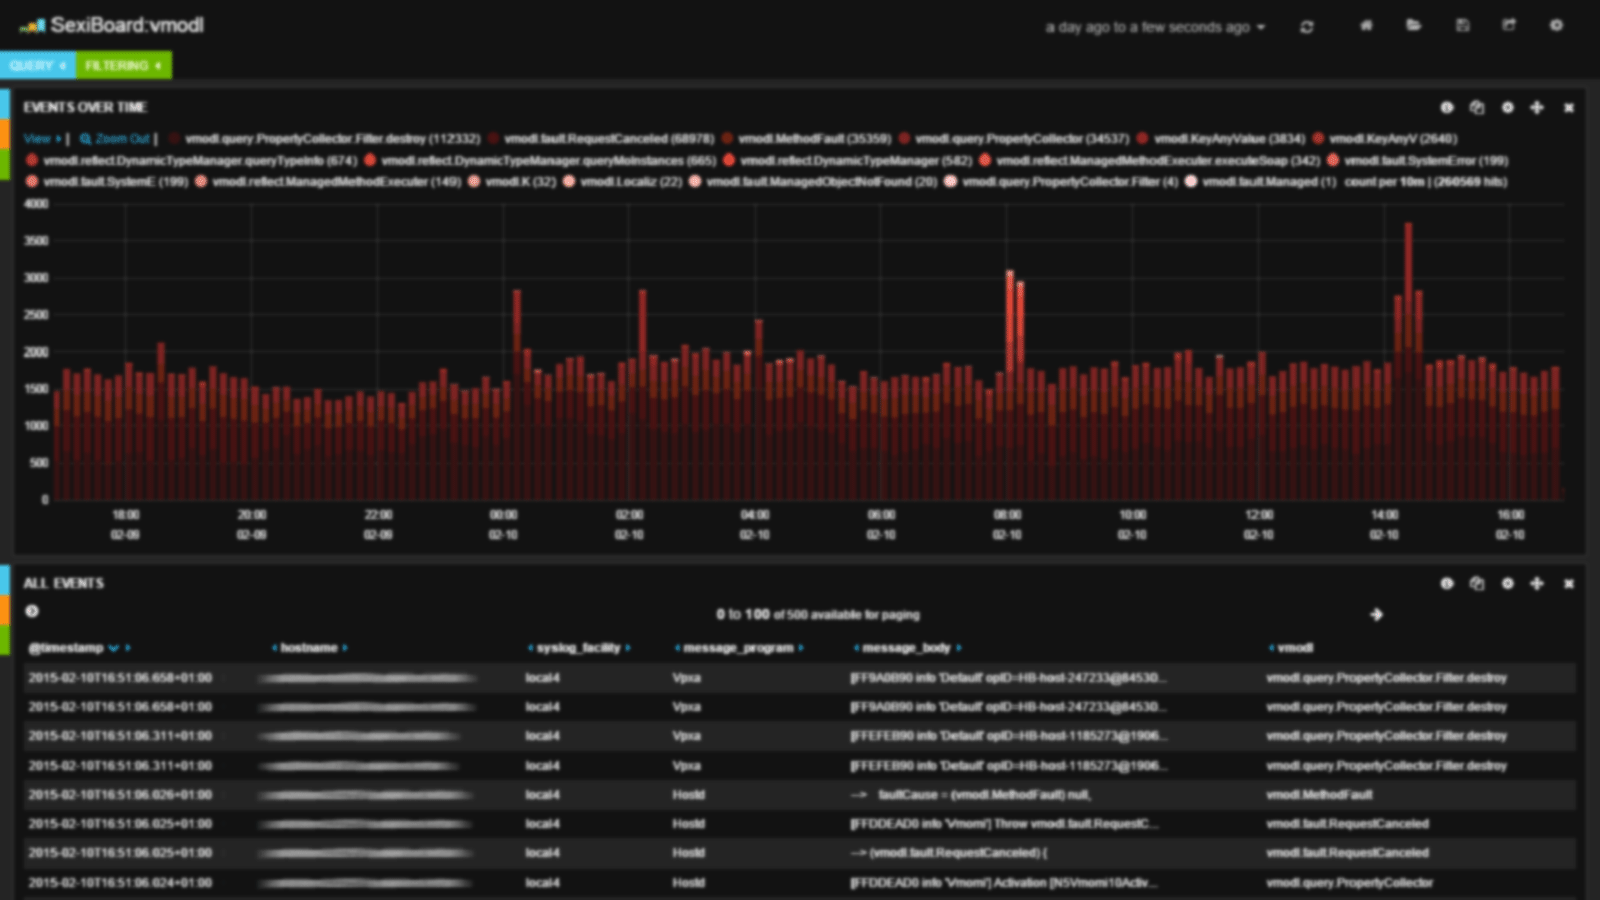 SexiBoard:vmodl
a day ago to a few seconds ago
QUERY FILTERING
EVENTS OVER TIME
View | Zoom Out | vmodl.query.PropertyCollector.Filter.destroy (112332) vmodl.fault.RequestCanceled (68978) vmodl.MethodFault (35359) vmodl.query.PropertyCollector (34537) vmodl.KeyAnyValue (3834) vmodl.KeyAnyV (2640)
vmodl.reflect.DynamicTypeManager.queryTypeInfo (674) vmodl.reflect.DynamicTypeManager.queryMoInstances (665) vmodl.reflect.DynamicTypeManager (582) vmodl.reflect.ManagedMethodExecuter.executeSoap (342) vmodl.fault.SystemError (199)
vmodl.fault.SystemE (199) vmodl.reflect.ManagedMethodExecuter (149) vmodl.K (32) vmodl.Localiz (22) vmodl.fault.ManagedObjectNotFound (20) vmodl.query.PropertyCollector.Filter (4) vmodl.fault.Managed (1) count per 10m | (260569 hits)
4000
3500
3000
2500
2000
1500
1000
500
0
18:00 20:00 22:00 00:00 02:00 04:00 06:00 08:00 10:00 12:00 14:00 16:00
02-09 02-09 02-09 02-10 02-10 02-10 02-10 02-10 02-10 02-10 02-10 02-10
ALL EVENTS
0 to 100 of 500 available for paging
@timestamp hostname syslog_facility message_program message_body vmodl
2015-02-10T16:51:06.658+01:00 local4 Vpxa [FF9A0B90 info 'Default' opID=HB-host-247233@84530... vmodl.query.PropertyCollector.Filter.destroy
2015-02-10T16:51:06.658+01:00 local4 Vpxa [FF9A0B90 info 'Default' opID=HB-host-247233@84530... vmodl.query.PropertyCollector.Filter.destroy
2015-02-10T16:51:06.311+01:00 local4 Vpxa [FFEFEB90 info 'Default' opID=HB-host-1185273@1906... vmodl.query.PropertyCollector.Filter.destroy
2015-02-10T16:51:06.311+01:00 local4 Vpxa [FFEFEB90 info 'Default' opID=HB-host-1185273@1906... vmodl.query.PropertyCollector.Filter.destroy
2015-02-10T16:51:06.026+01:00 local4 Hostd --> faultCause = (vmodl.MethodFault) null, vmodl.MethodFault
2015-02-10T16:51:06.025+01:00 local4 Hostd [FFDDEAD0 info 'Vmomi'] Throw vmodl.fault.RequestC... vmodl.fault.RequestCanceled
2015-02-10T16:51:06.025+01:00 local4 Hostd --> (vmodl.fault.RequestCanceled) { vmodl.fault.RequestCanceled
2015-02-10T16:51:06.024+01:00 local4 Hostd [FFDDEAD0 info 'Vmomi'] Activation [N5Vmomi10Activ... vmodl.query.PropertyCollector